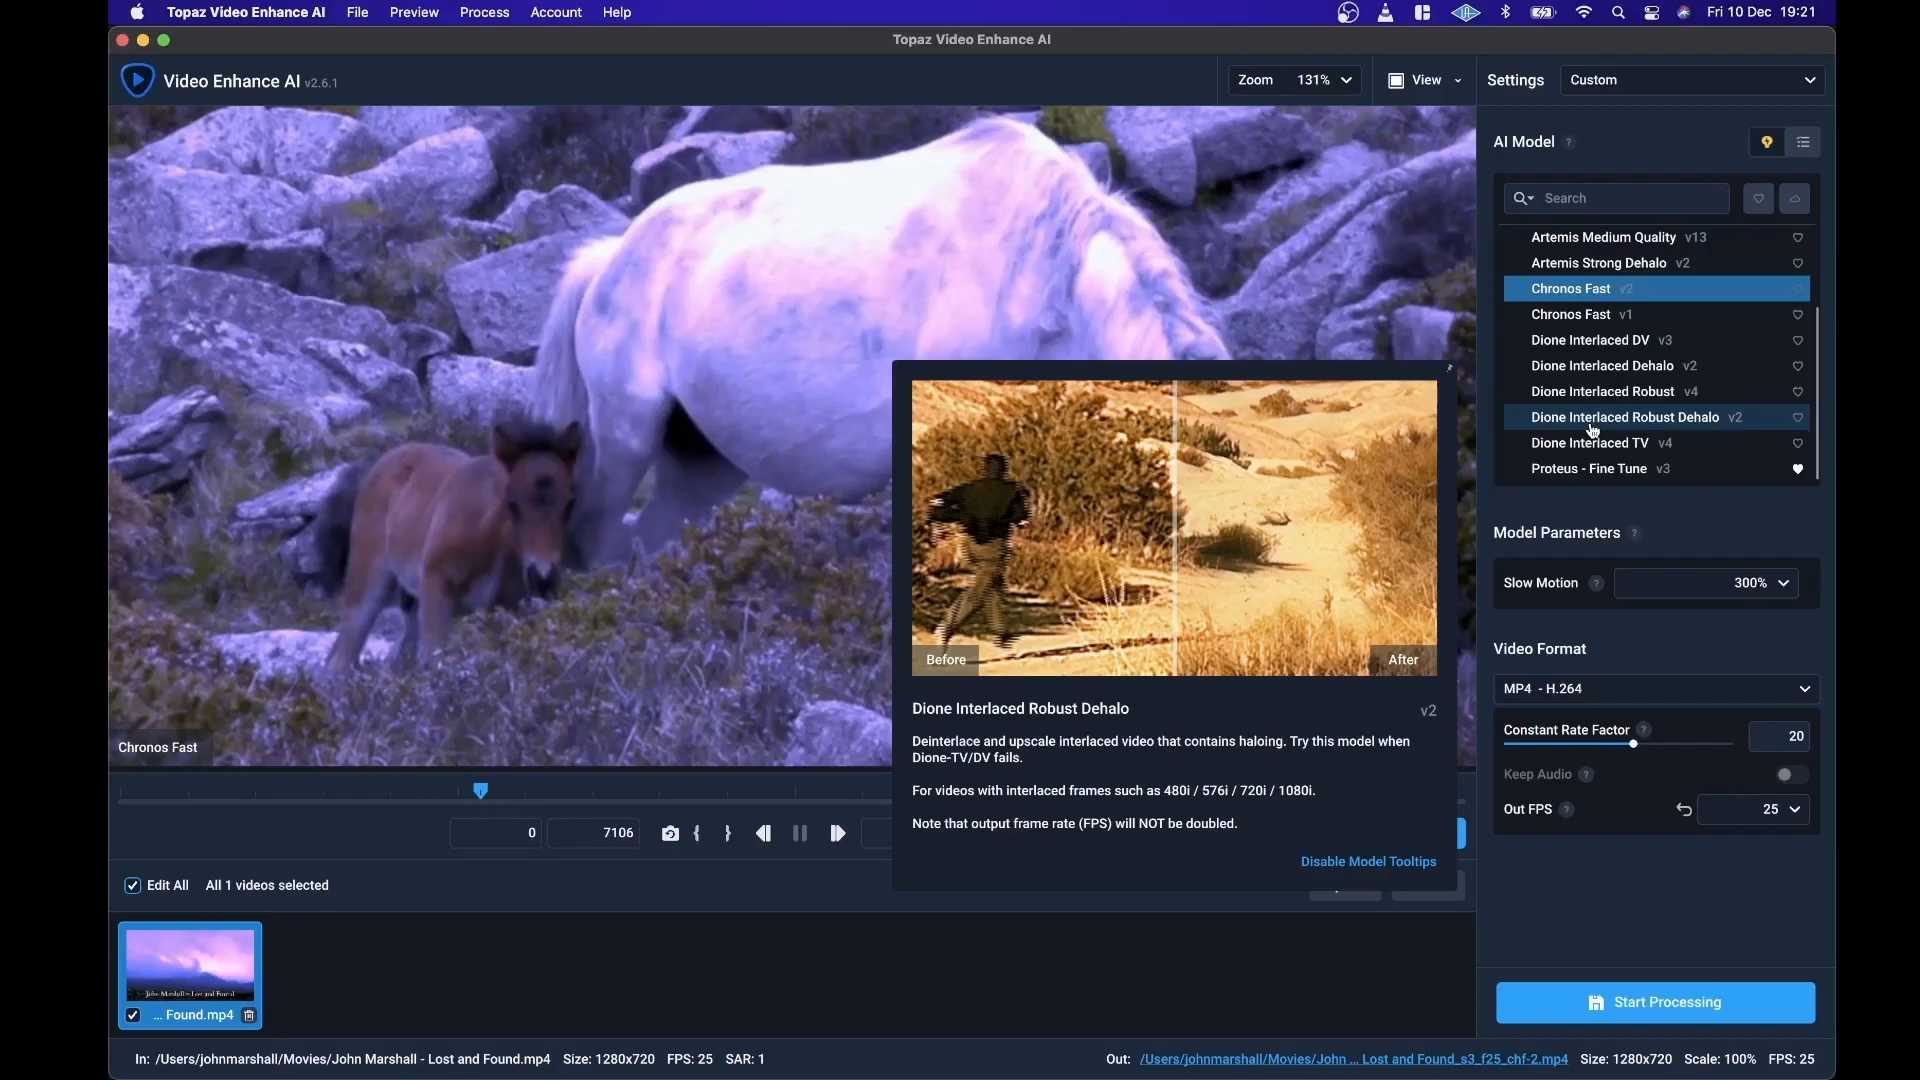 Topaz Video Enhance AI File Preview Process Account Help Fri 10 Dec 19:21
Topaz Video Enhance AI
Video Enhance AI v2.6.1
Zoom 131%
View
Settings
Custom
AI Model ?
Search
Artemis Medium Quality v13
Artemis Strong Dehalo v2
Chronos Fast v2
Chronos Fast v1
Dione Interlaced DV v3
Dione Interlaced Dehalo v2
Dione Interlaced Robust v4
Dione Interlaced Robust Dehalo v2
Dione Interlaced TV v4
Proteus - Fine Tune v3
Model Parameters ?
Slow Motion ? 300%
Video Format
MP4 - H.264
Constant Rate Factor ? 20
Keep Audio ?
Out FPS ? 25
Start Processing
Before
After
Dione Interlaced Robust Dehalo v2
Deinterlace and upscale interlaced video that contains haloing. Try this model when
Dione-TV/DV fails.
For videos with interlaced frames such as 480i / 576i / 720i / 1080i.
Note that output frame rate (FPS) will NOT be doubled.
Disable Model Tooltips
Chronos Fast
0 7106
Edit All All 1 videos selected
John Marshall - Lost and Found
... Found.mp4
In: /Users/johnmarshall/Movies/John Marshall - Lost and Found.mp4 Size: 1280x720 FPS: 25 SAR: 1
Out: /Users/johnmarshall/Movies/John ... Lost and Found_s3_f25_chf-2.mp4 Size: 1280x720 Scale: 100% FPS: 25